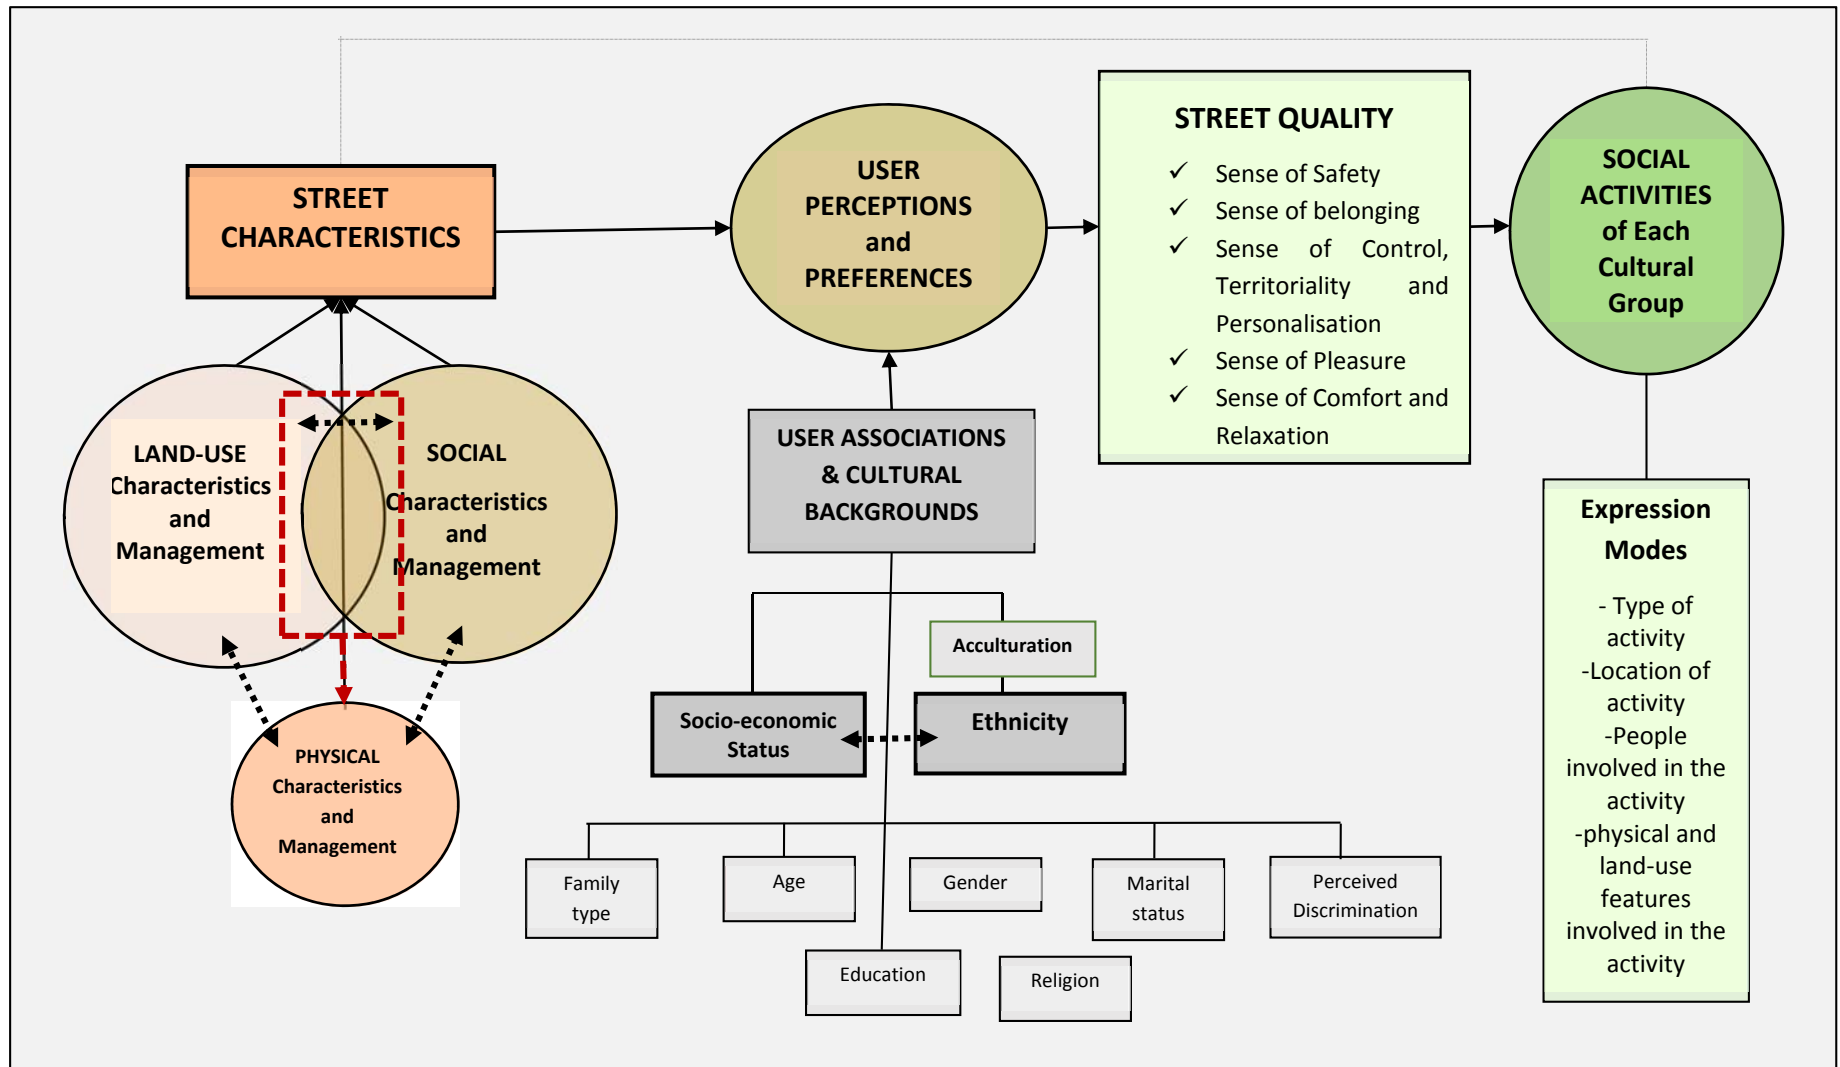 STREET
CHARACTERISTICS
USER
PERCEPTIONS
and
PREFERENCES
STREET QUALITY
✓ Sense of Safety
✓ Sense of belonging
✓ Sense of Control,
Territoriality and
Personalisation
✓ Sense of Pleasure
✓ Sense of Comfort and
Relaxation
SOCIAL
ACTIVITIES
of Each
Cultural
Group
LAND-USE
Characteristics
and
Management
SOCIAL
Characteristics
and
Management
PHYSICAL
Characteristics
and
Management
USER ASSOCIATIONS
& CULTURAL
BACKGROUNDS
Acculturation
Socio-economic
Status
Ethnicity
Family
type
Age
Gender
Marital
status
Perceived
Discrimination
Education
Religion
Expression
Modes
- Type of
activity
-Location of
activity
-People
involved in the
activity
-physical and
land-use
features
involved in the
activity